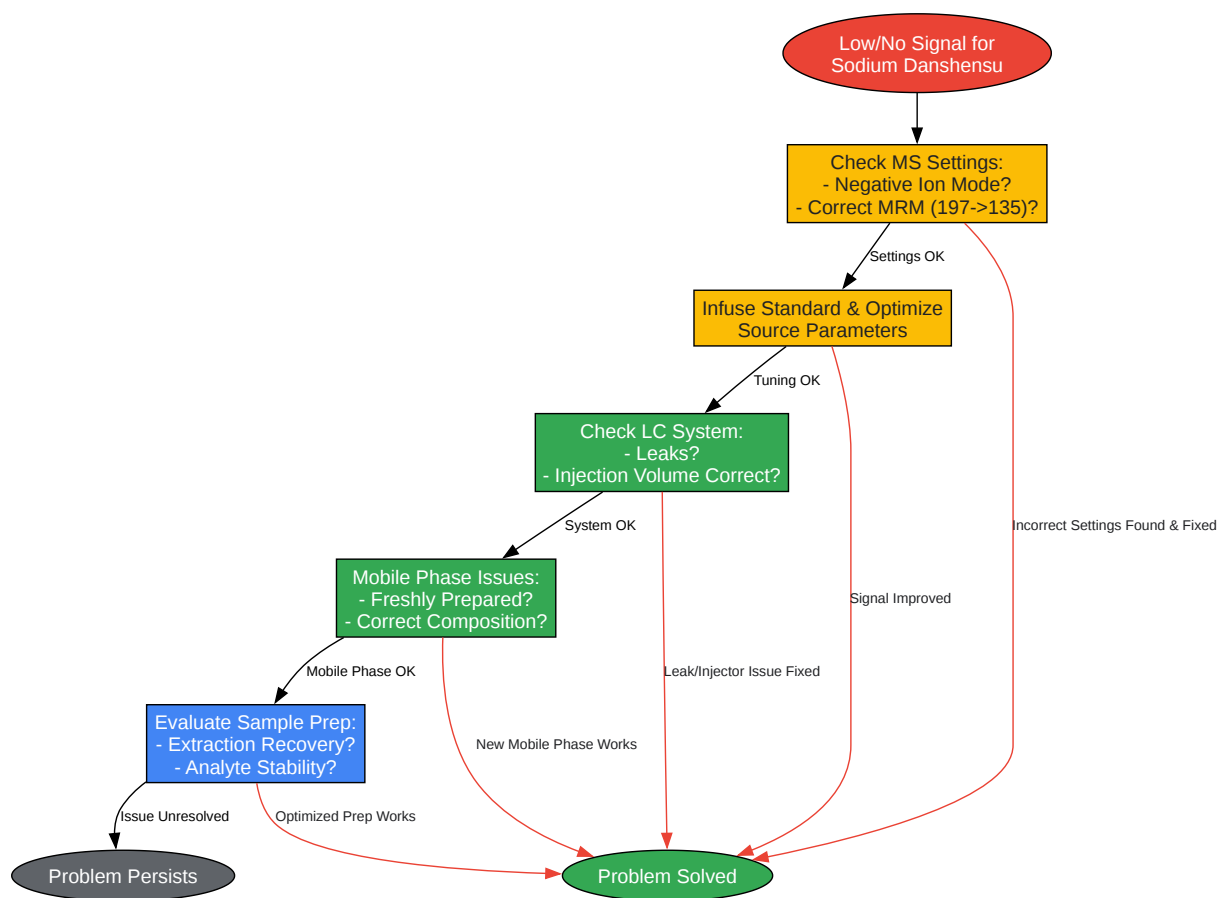 Low/No Signal for
Sodium Danshensu
Check MS Settings:
- Negative Ion Mode?
- Correct MRM (197->135)?
Settings OK
Infuse Standard & Optimize
Source Parameters
Tuning OK
Check LC System:
- Leaks?
- Injection Volume Correct?
Incorrect Settings Found & Fixed
System OK
Mobile Phase Issues:
- Freshly Prepared?
- Correct Composition?
Signal Improved
Mobile Phase OK
Leak/Injector Issue Fixed
Evaluate Sample Prep:
- Extraction Recovery?
- Analyte Stability?
New Mobile Phase Works
Issue Unresolved
Optimized Prep Works
Problem Persists
Problem Solved